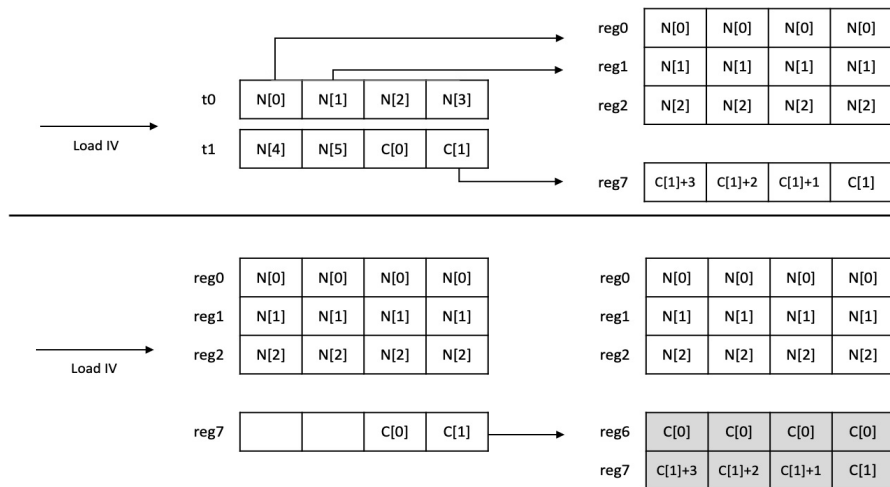 reg0 N[0] N[0] N[0] N[0]
reg1 N[1] N[1] N[1] N[1]
reg2 N[2] N[2] N[2] N[2]
t0 N[0] N[1] N[2] N[3]
t1 N[4] N[5] C[0] C[1]
Load IV
reg7 C[1]+3 C[1]+2 C[1]+1 C[1]
reg0 N[0] N[0] N[0] N[0]
reg1 N[1] N[1] N[1] N[1]
reg2 N[2] N[2] N[2] N[2]
Load IV
reg7 C[0] C[1]
reg0 N[0] N[0] N[0] N[0]
reg1 N[1] N[1] N[1] N[1]
reg2 N[2] N[2] N[2] N[2]
reg6 C[0] C[0] C[0] C[0]
reg7 C[1]+3 C[1]+2 C[1]+1 C[1]